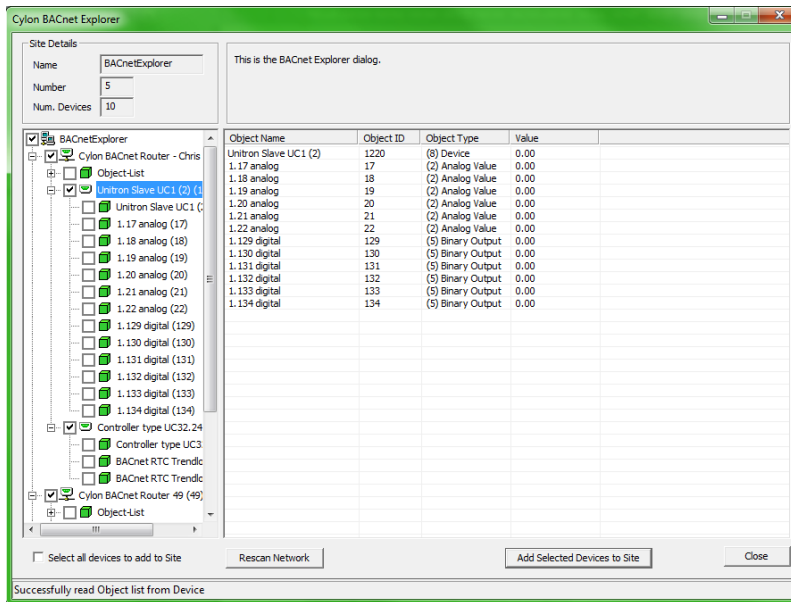 Cylon BACnet Explorer
Site Details
Name BACnetExplorer
Number 5
Num. Devices 10
This is the BACnet Explorer dialog.
BACnetExplorer
Cylon BACnet Router - Chris
Object-List
Unitron Slave UC1 (2) (1
Unitron Slave UC1 (2
1.17 analog (17)
1.18 analog (18)
1.19 analog (19)
1.20 analog (20)
1.21 analog (21)
1.22 analog (22)
1.129 digital (129)
1.130 digital (130)
1.131 digital (131)
1.132 digital (132)
1.133 digital (133)
1.134 digital (134)
Controller type UC32.24
Controller type UC3
BACnet RTC Trendlc
BACnet RTC Trendlc
Cylon BACnet Router 49 (49)
Object-List
Object Name Object ID Object Type Value
Unitron Slave UC1 (2) 1220 (8) Device 0.00
1.17 analog 17 (2) Analog Value 0.00
1.18 analog 18 (2) Analog Value 0.00
1.19 analog 19 (2) Analog Value 0.00
1.20 analog 20 (2) Analog Value 0.00
1.21 analog 21 (2) Analog Value 0.00
1.22 analog 22 (2) Analog Value 0.00
1.129 digital 129 (5) Binary Output 0.00
1.130 digital 130 (5) Binary Output 0.00
1.131 digital 131 (5) Binary Output 0.00
1.132 digital 132 (5) Binary Output 0.00
1.133 digital 133 (5) Binary Output 0.00
1.134 digital 134 (5) Binary Output 0.00
Select all devices to add to Site
Rescan Network
Add Selected Devices to Site
Close
Successfully read Object list from Device